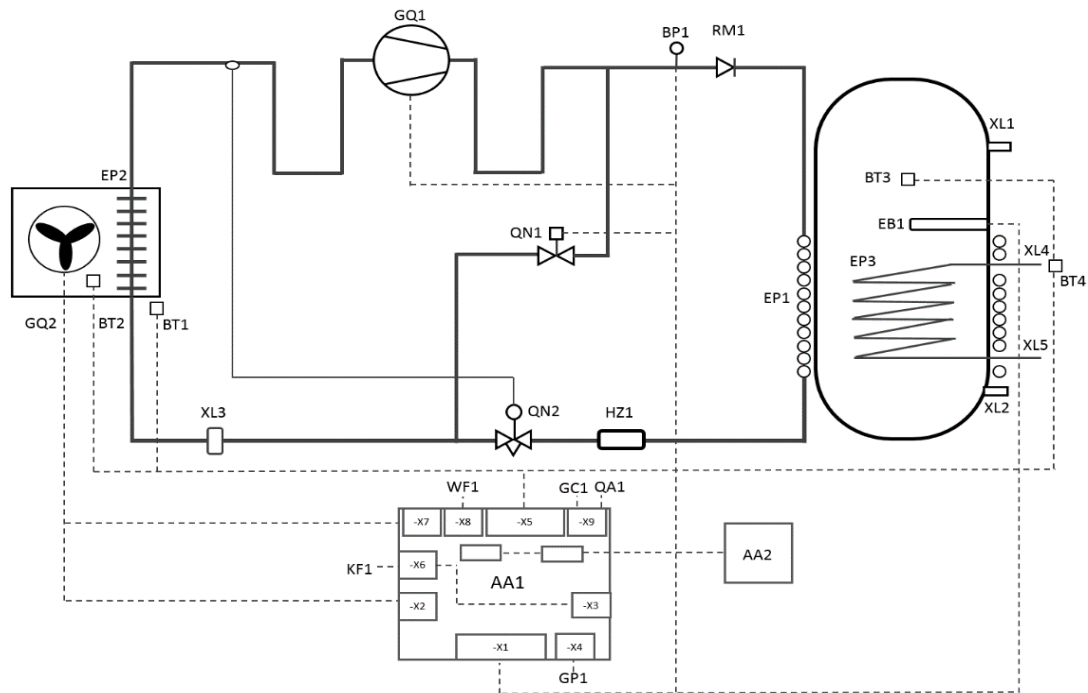 GQ1
BP1
RM1
XL1
EP2
BT3
QN1
EB1
EP3
XL4
EP1
BT4
GQ2
BT2
BT1
XL5
XL3
QN2
HZ1
XL2
WF1
GC1
QA1
-X7
-X8
-X5
-X9
KF1
-X6
AA1
AA2
-X2
-X3
-X1
-X4
GP1